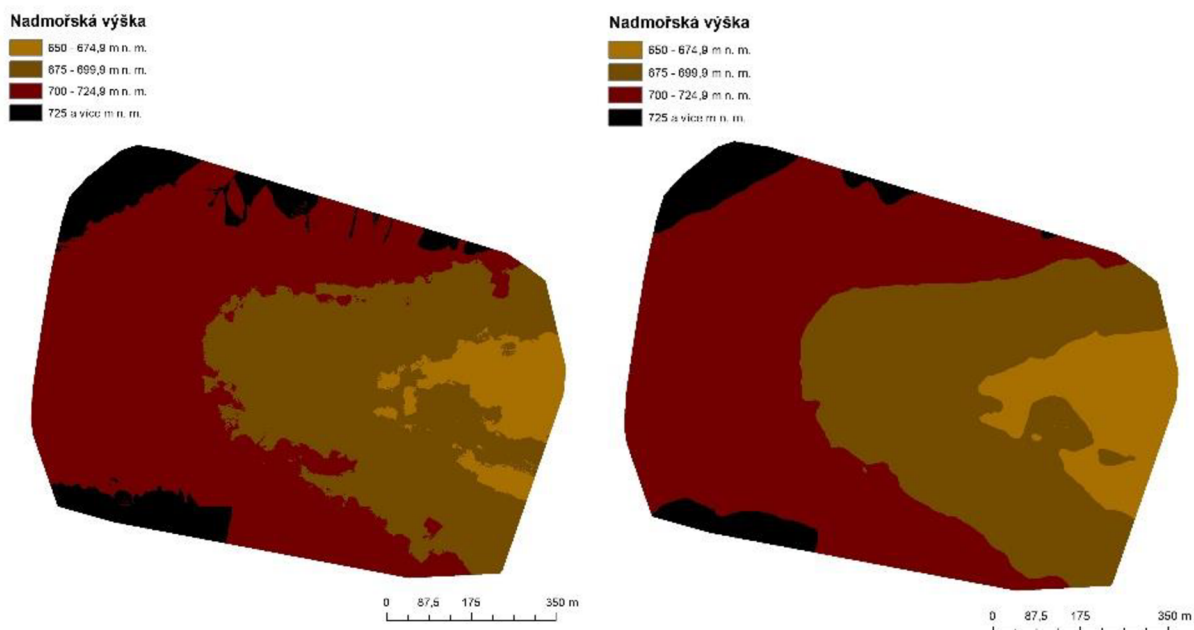 Nadmořská výška
650 - 674,9 m n. m.
675 - 699,9 m n. m.
700 - 724,9 m n. m.
725 a více m n. m.
0 87,5 175 350 m
Nadmořská výška
650 - 674,9 m n. m.
675 - 699,9 m n. m.
700 - 724,9 m n. m.
725 a více m n. m.
0 87,5 175 350 m